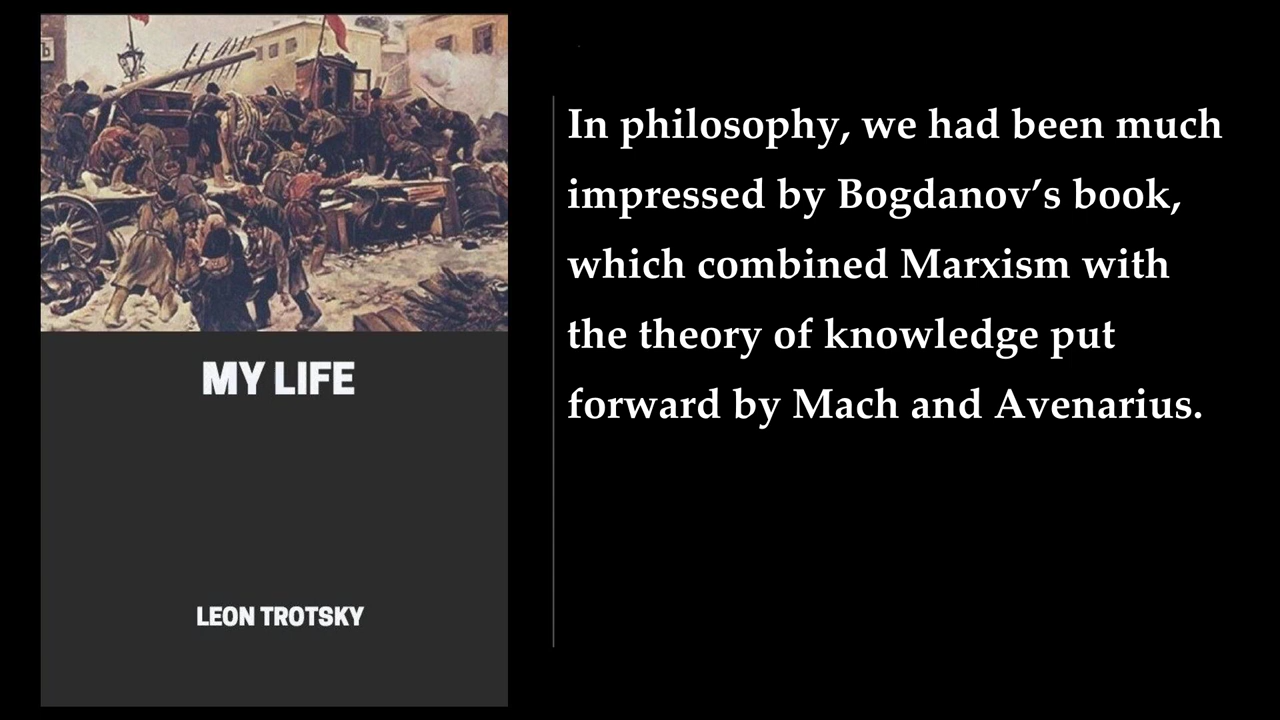 MY LIFE
LEON TROTSKY
In philosophy, we had been much
impressed by Bogdanov’s book,
which combined Marxism with
the theory of knowledge put
forward by Mach and Avenarius.